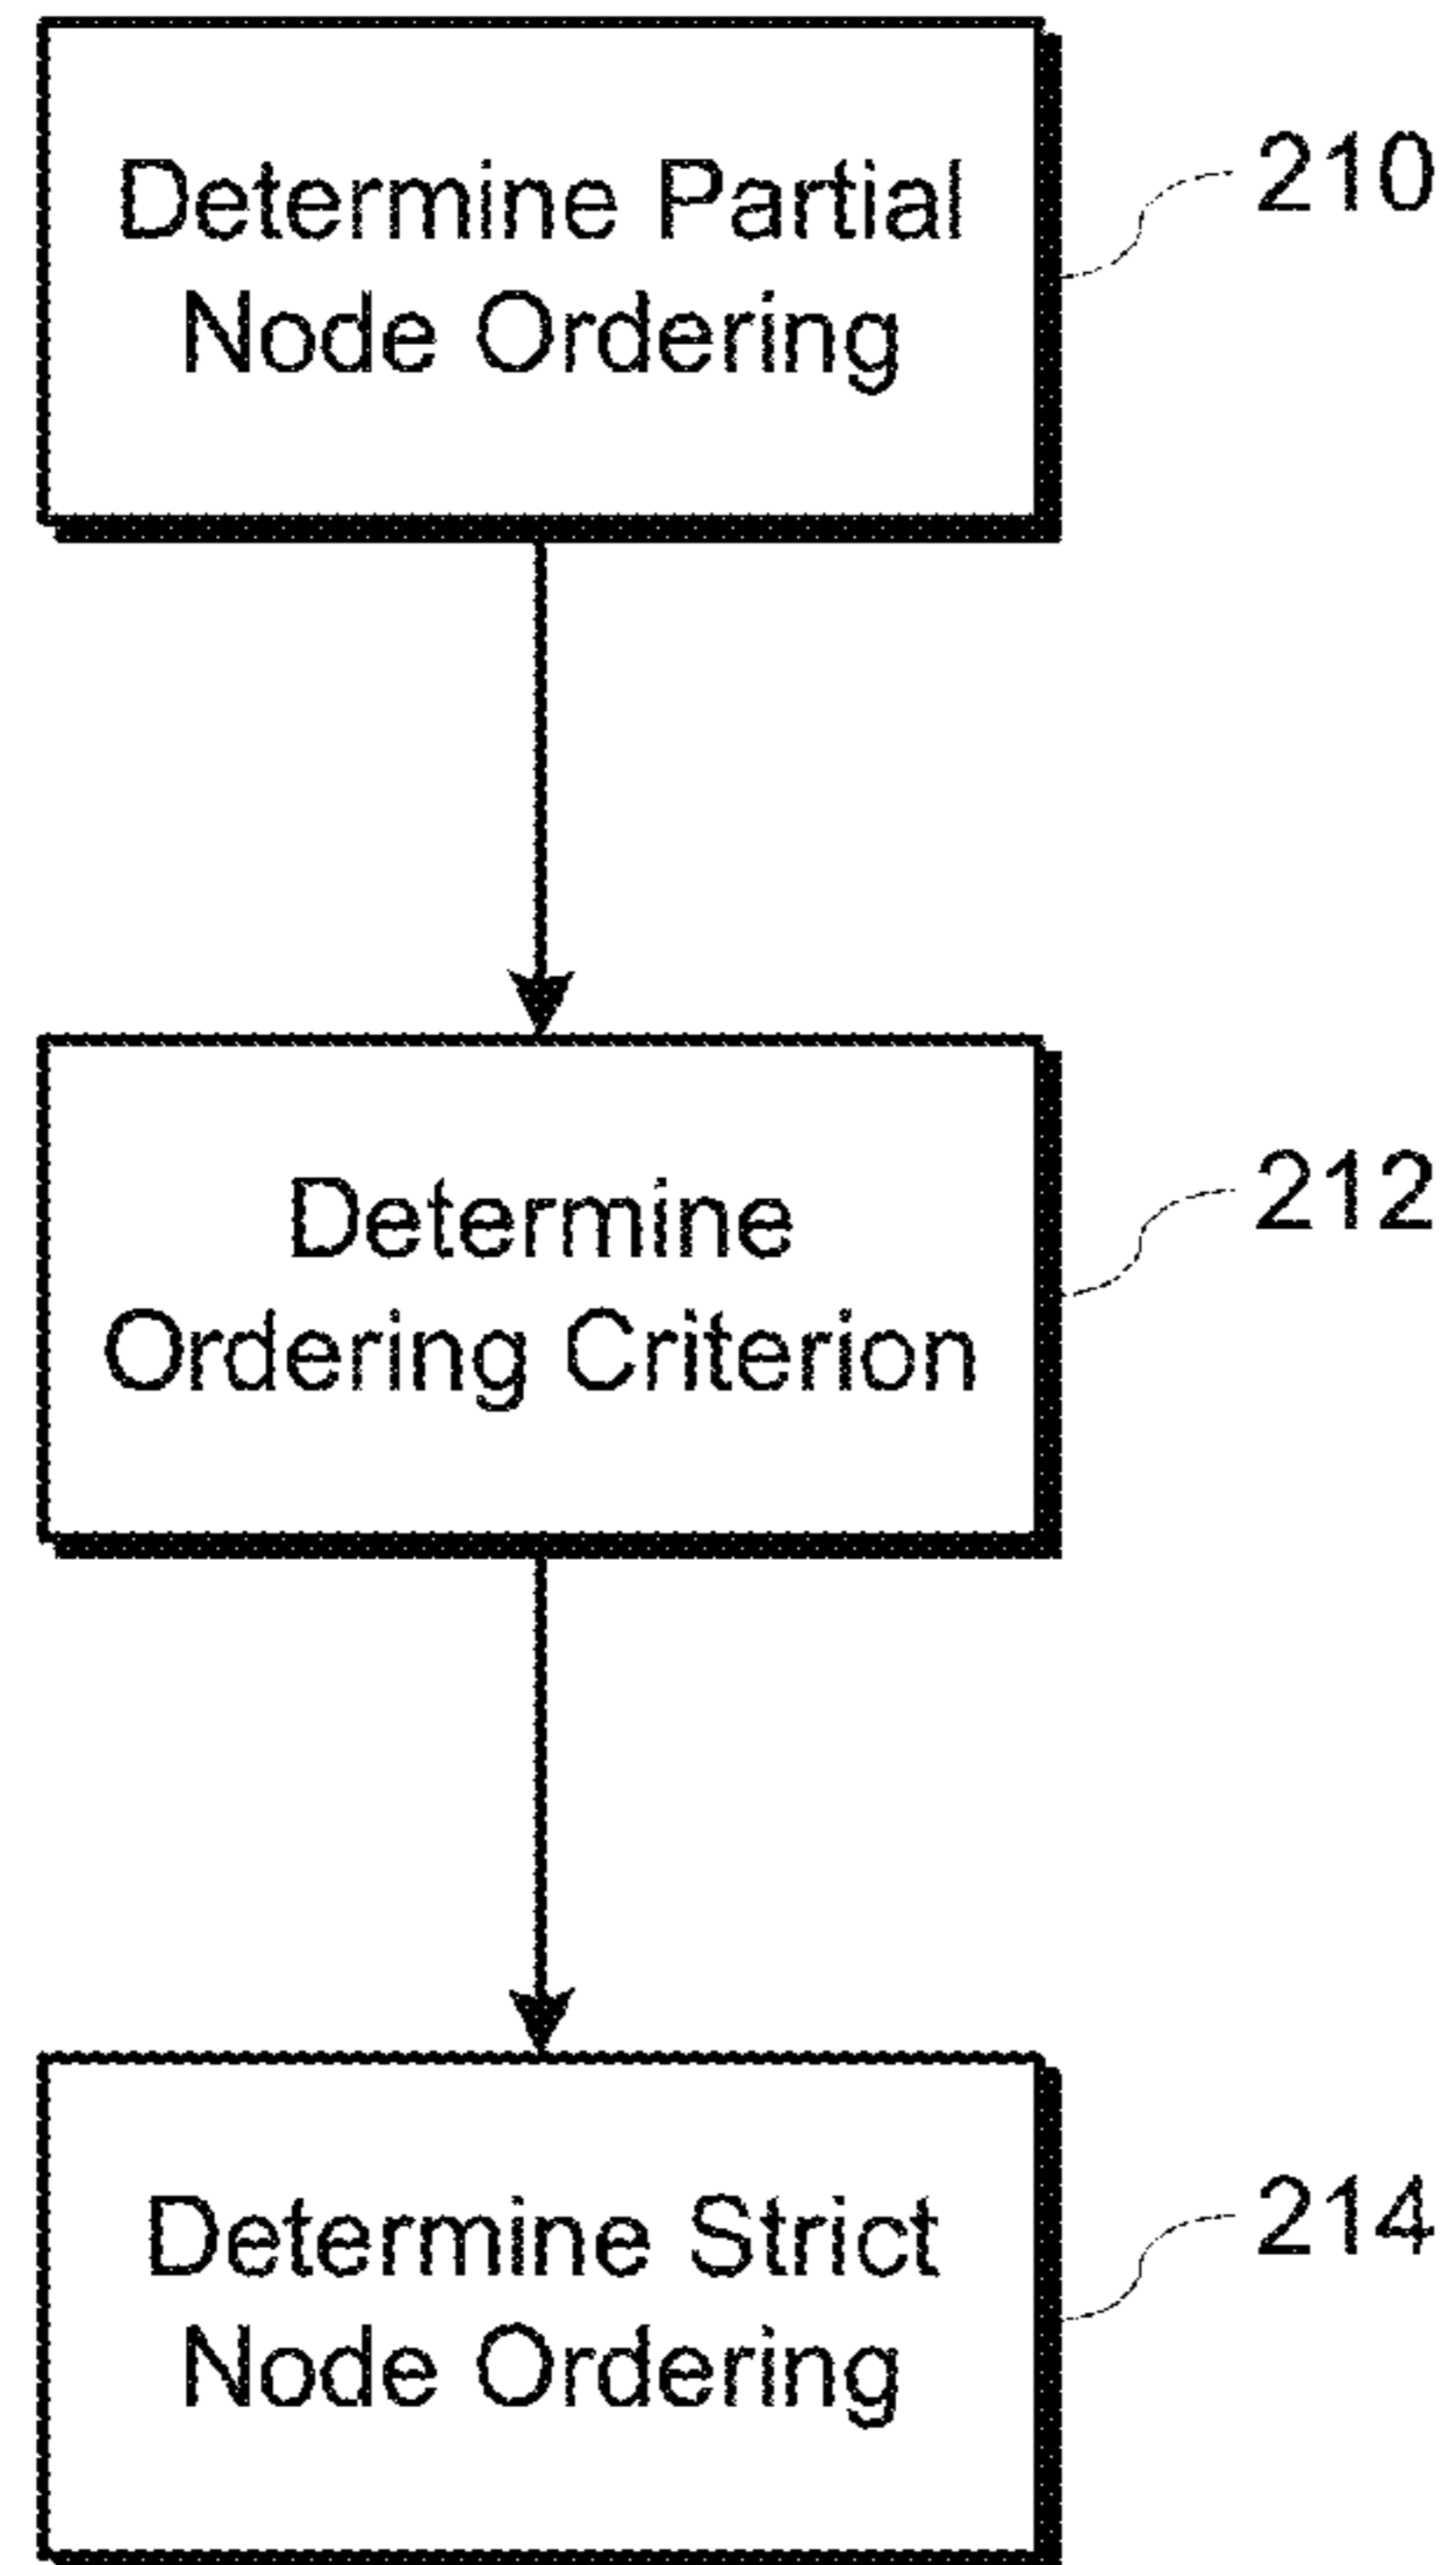 Determine Partial
Node Ordering
210
Determine
Ordering Criterion
212
Determine Strict
Node Ordering
214